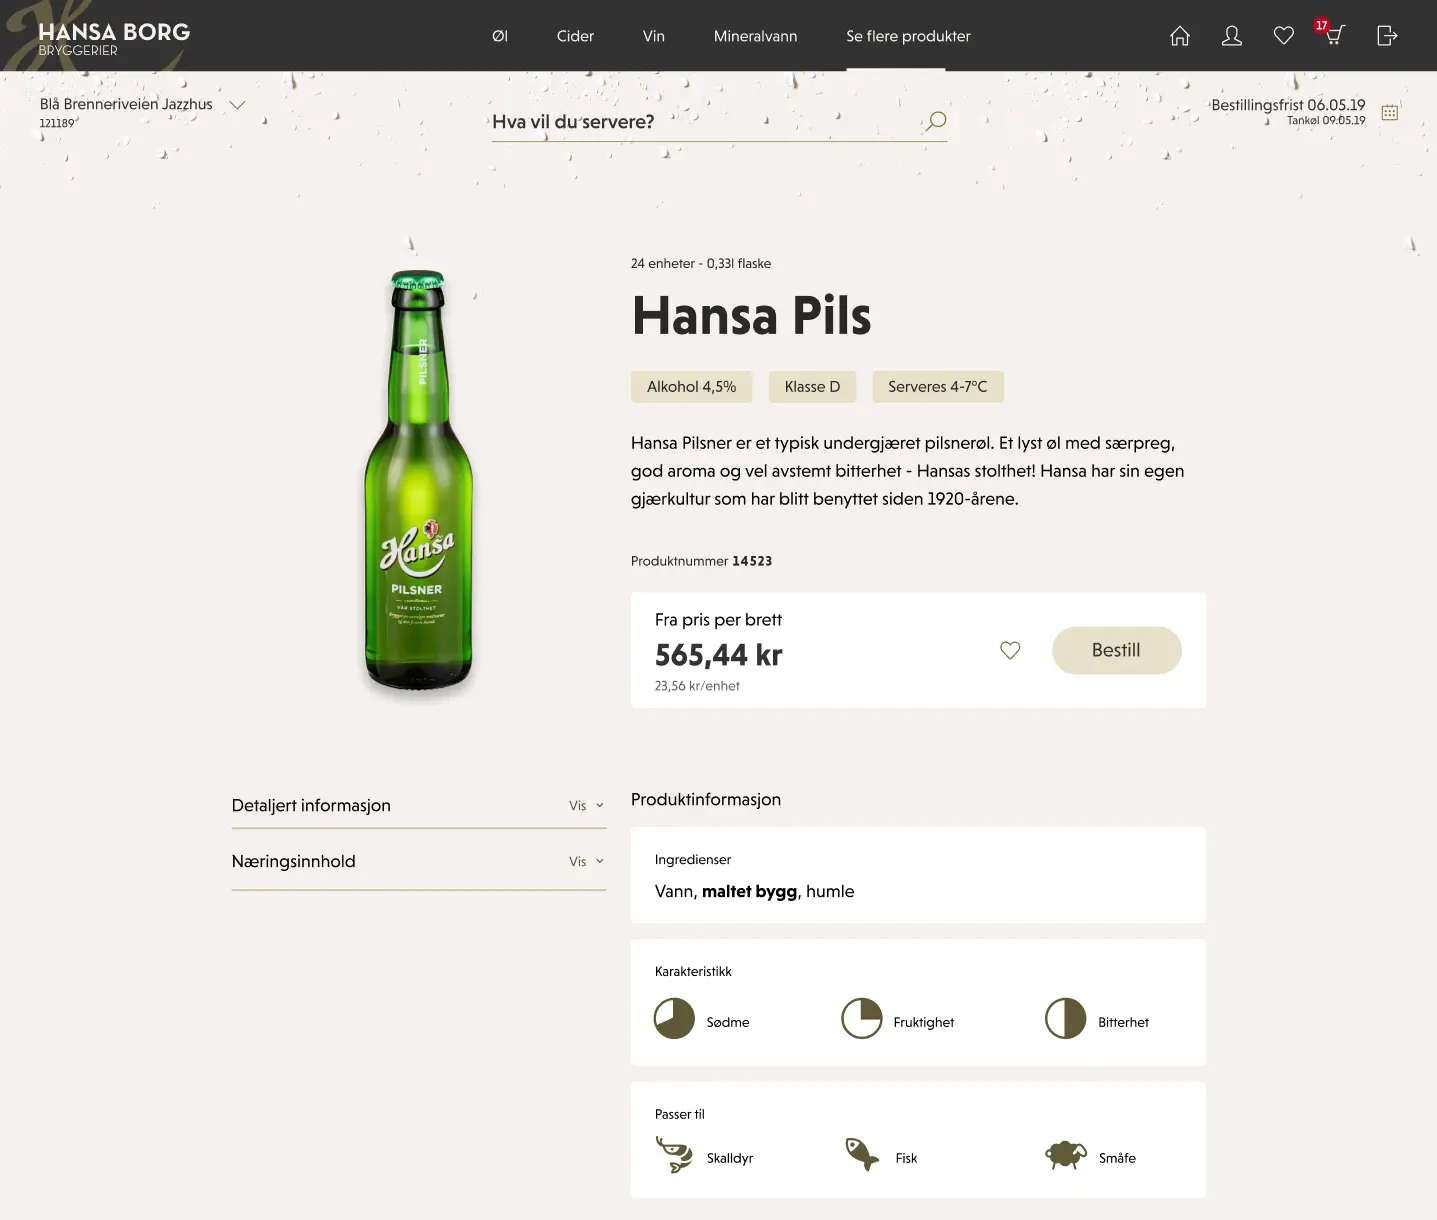 HANSA BORG
BRYGGERIER
Øl
Cider
Vin
Mineralvann
Se flere produkter
17
Blå Brenneriveien Jazzhus
121189
Hva vil du servere?
Bestillingsfrist 06.05.19
Tankøl 09.05.19
24 enheter - 0,33l flaske
Hansa Pils
Alkohol 4,5%
Klasse D
Serveres 4-7°C
Hansa Pilsner er et typisk undergjæret pilsnerøl. Et lyst øl med særpreg,
god aroma og vel avstemt bitterhet - Hansas stolthet! Hansa har sin egen
gjærkultur som har blitt benyttet siden 1920-årene.
PILSNER
Hansa
PILSNER
VÅR STOLTHET
Produktnummer 14523
Fra pris per brett
565,44 kr
23,56 kr/enhet
Bestill
Detaljert informasjon
Vis
Næringsinnhold
Vis
Produktinformasjon
Ingredienser
Vann, maltet bygg, humle
Karakteristikk
Sødme
Fruktighet
Bitterhet
Passer til
Skalldyr
Fisk
Småfe